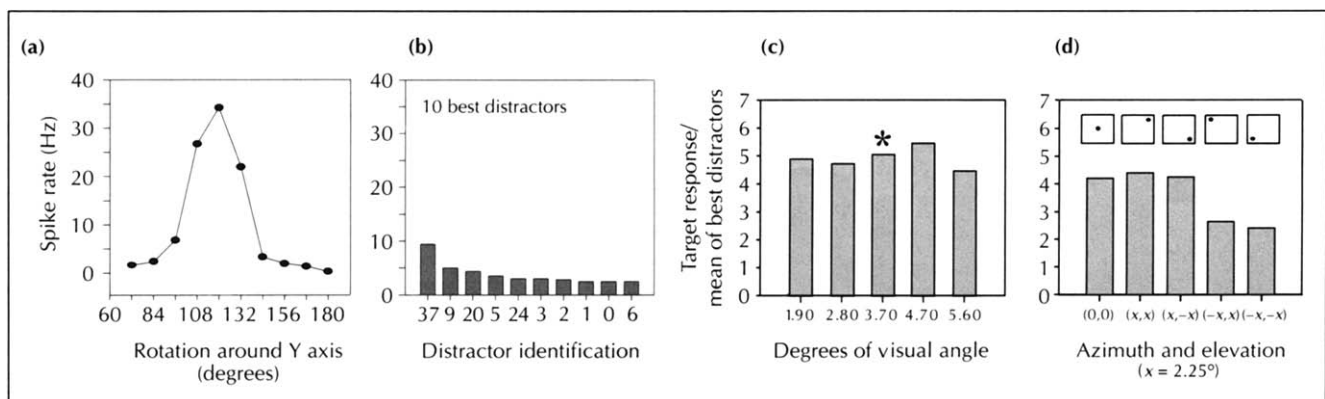 (a)
(b)
(c)
(d)
Spike rate (Hz)
40
30
20
10
0
60 84 108 132 156 180
Rotation around Y axis
(degrees)
40
30
20
10
0
10 best distractors
37 9 20 5 24 3 2 1 0 6
Distractor identification
Target response/
mean of best distractors
7
6
5
4
3
2
1
0
*
1.90 2.80 3.70 4.70 5.60
Degrees of visual angle
7
6
5
4
3
2
1
0
(0,0) (x,x) (x,−x) (−x,x) (−x,−x)
Azimuth and elevation
(x = 2.25°)